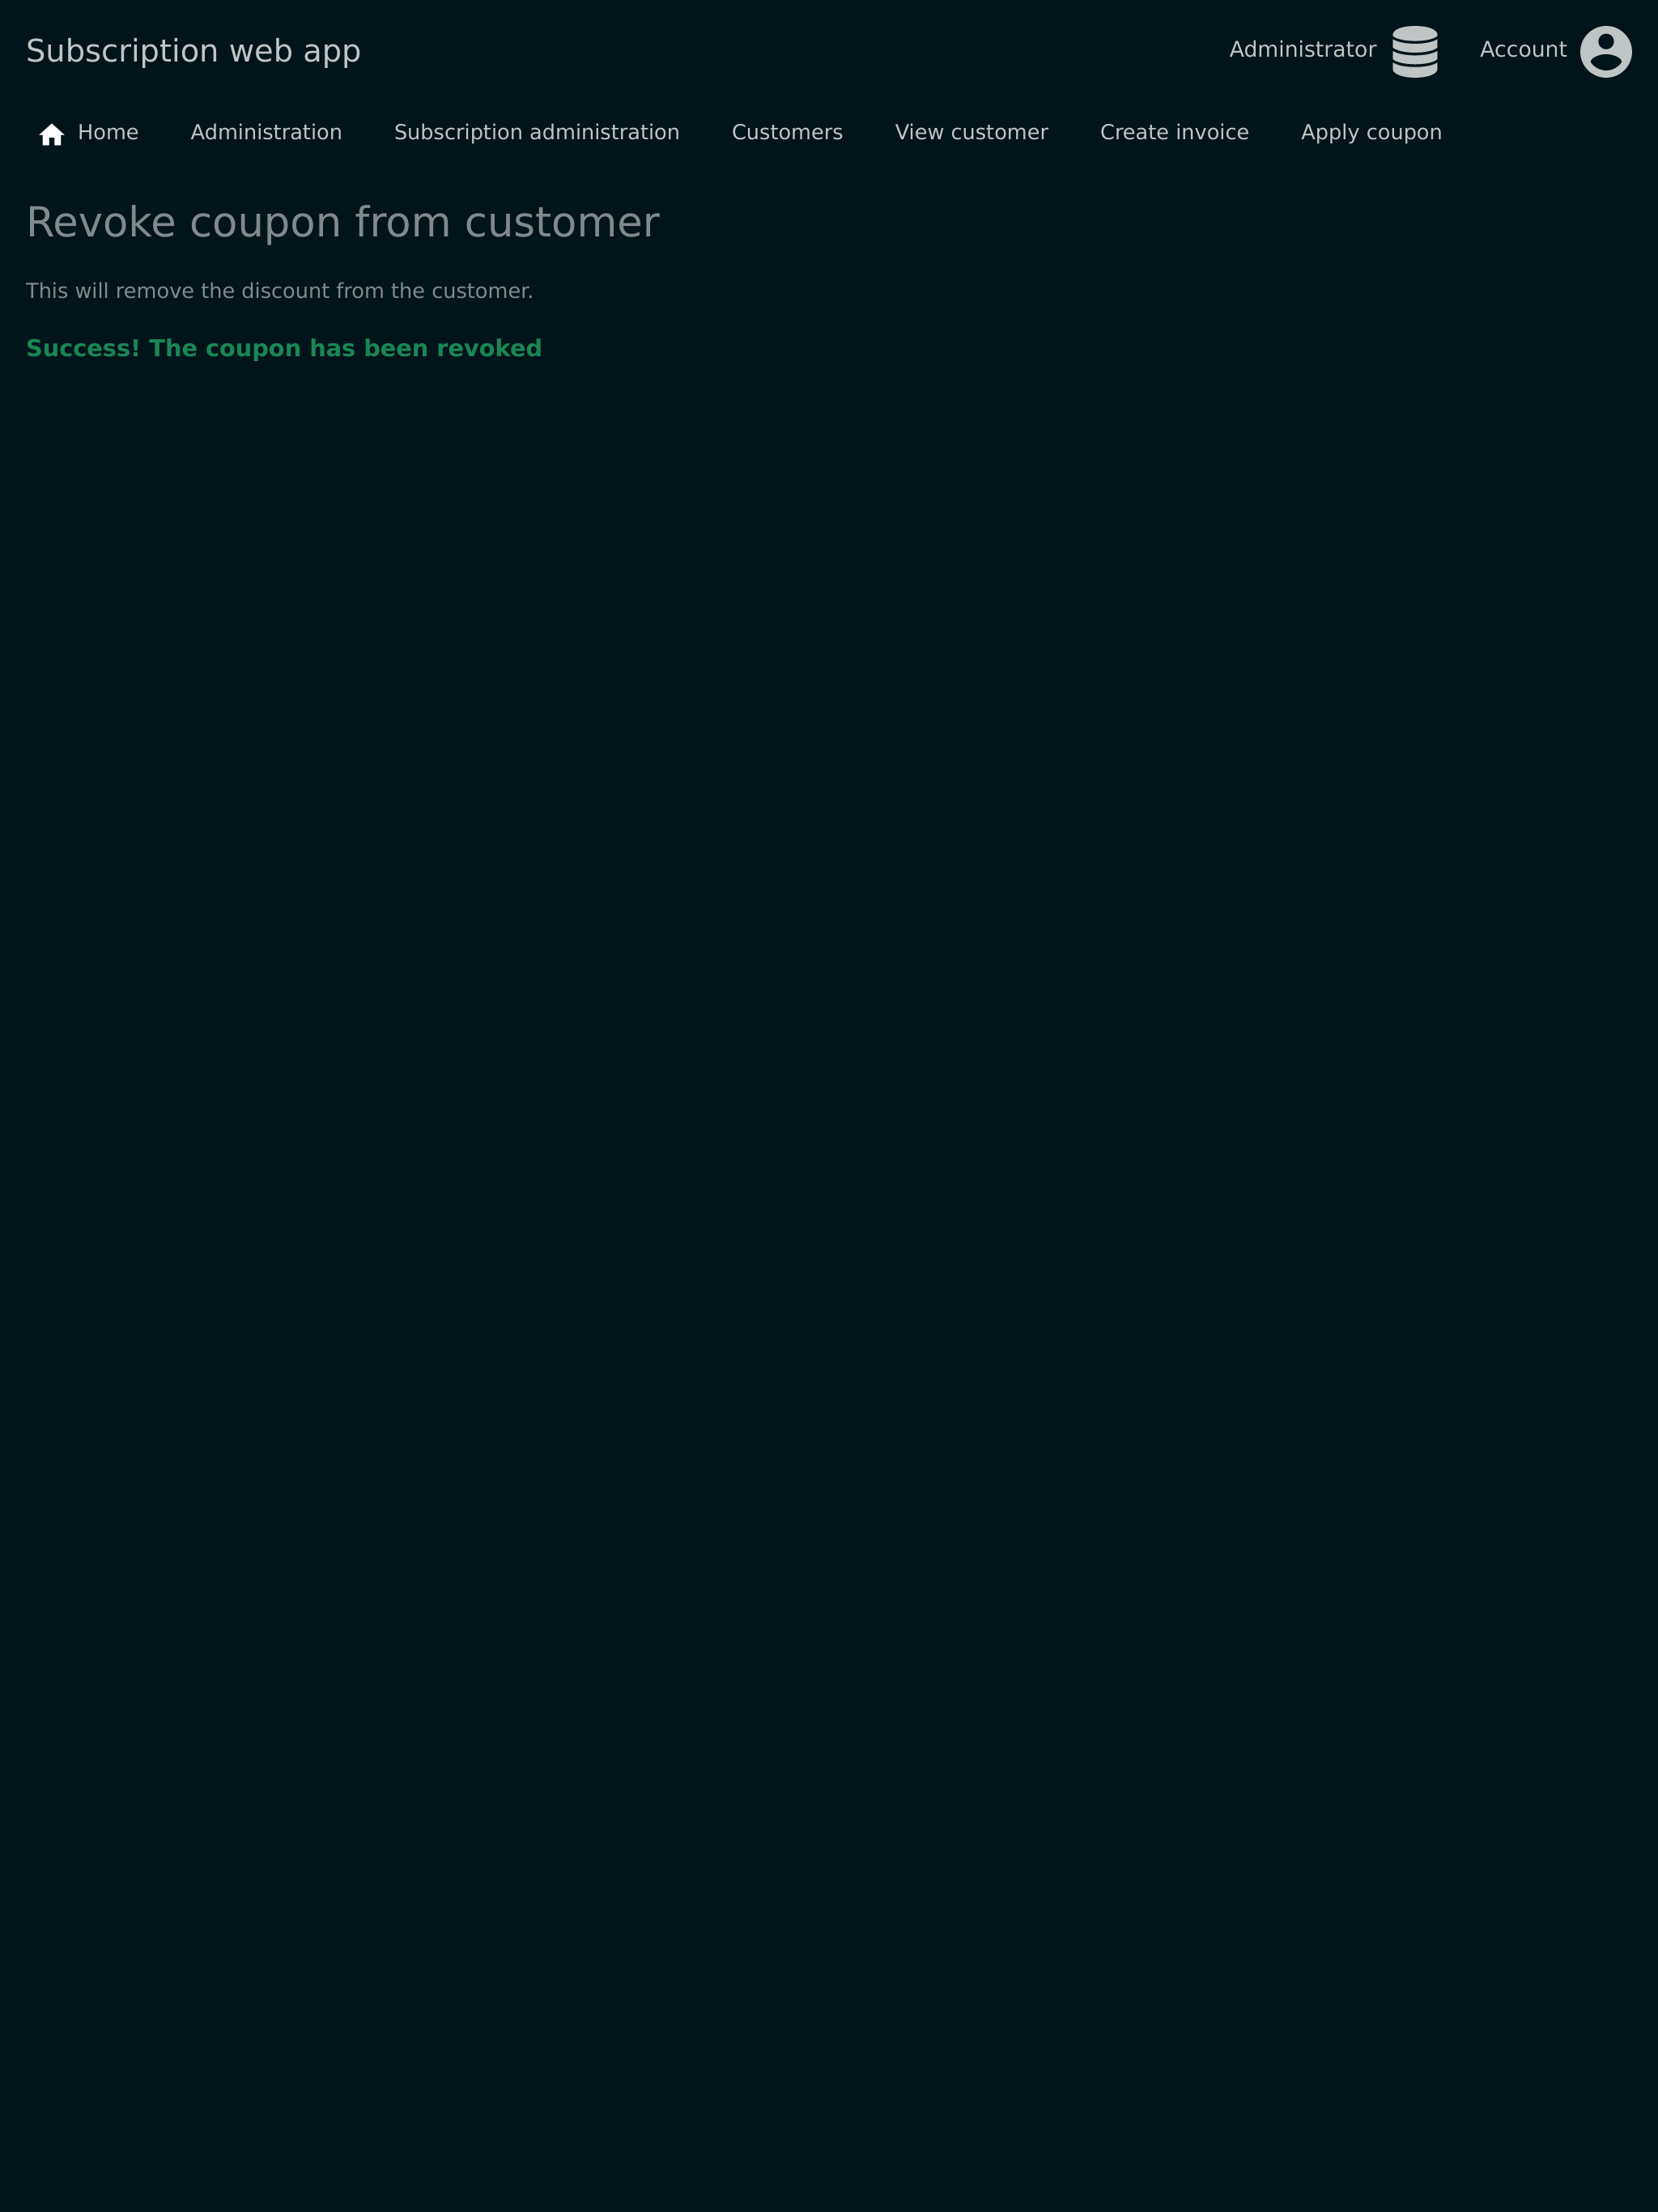 Subscription web app
Administrator
Account
Home Administration Subscription administration Customers View customer Create invoice Apply coupon
Revoke coupon from customer
This will remove the discount from the customer.
Success! The coupon has been revoked